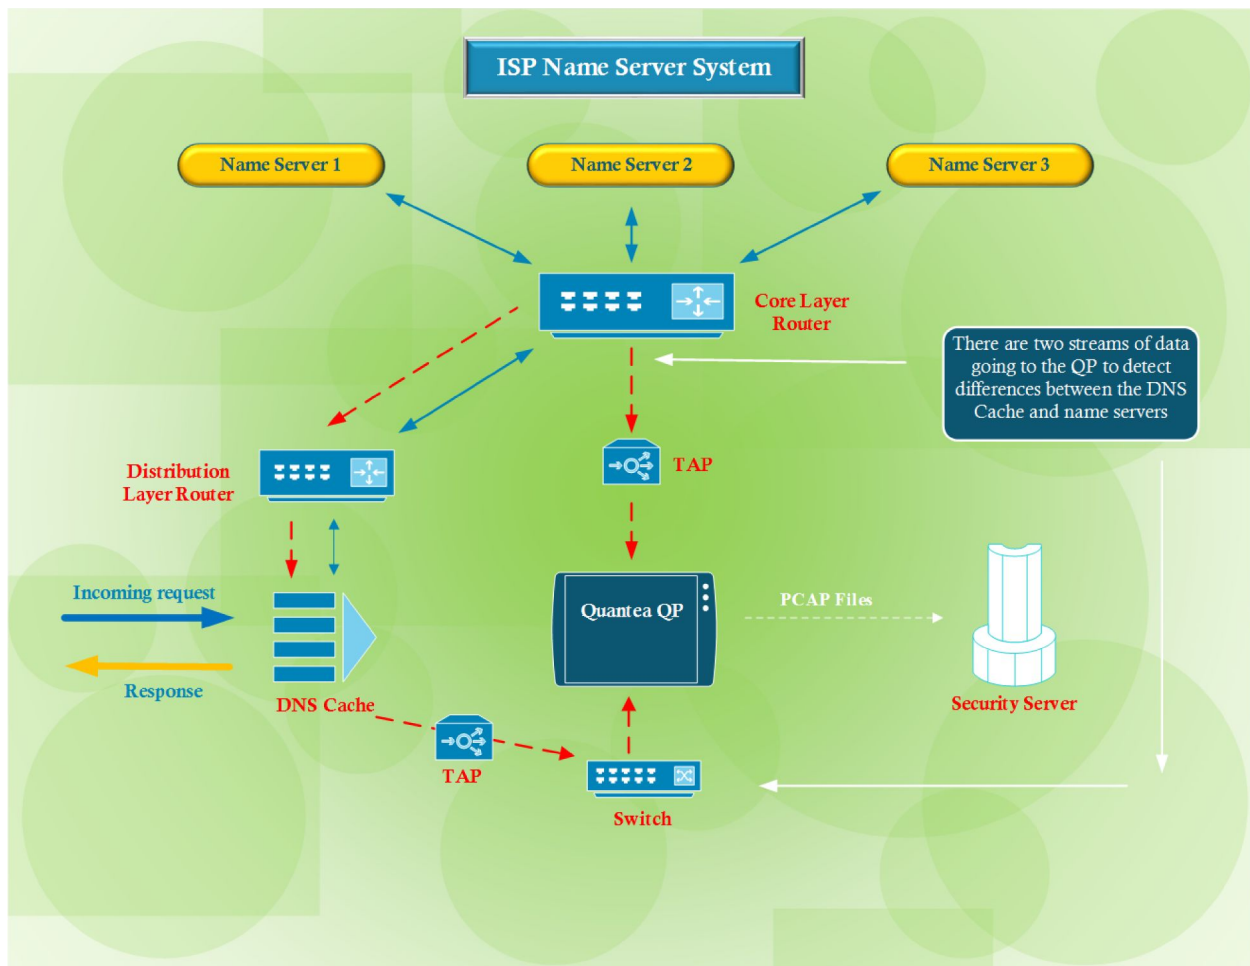 ISP Name Server System
Name Server 1
Name Server 2
Name Server 3
Core Layer
Router
There are two streams of data
going to the QP to detect
differences between the DNS
Cache and name servers
TAP
Distribution
Layer Router
Incoming request
Quantea QP
PCAP Files
Response
DNS Cache
Security Server
TAP
Switch